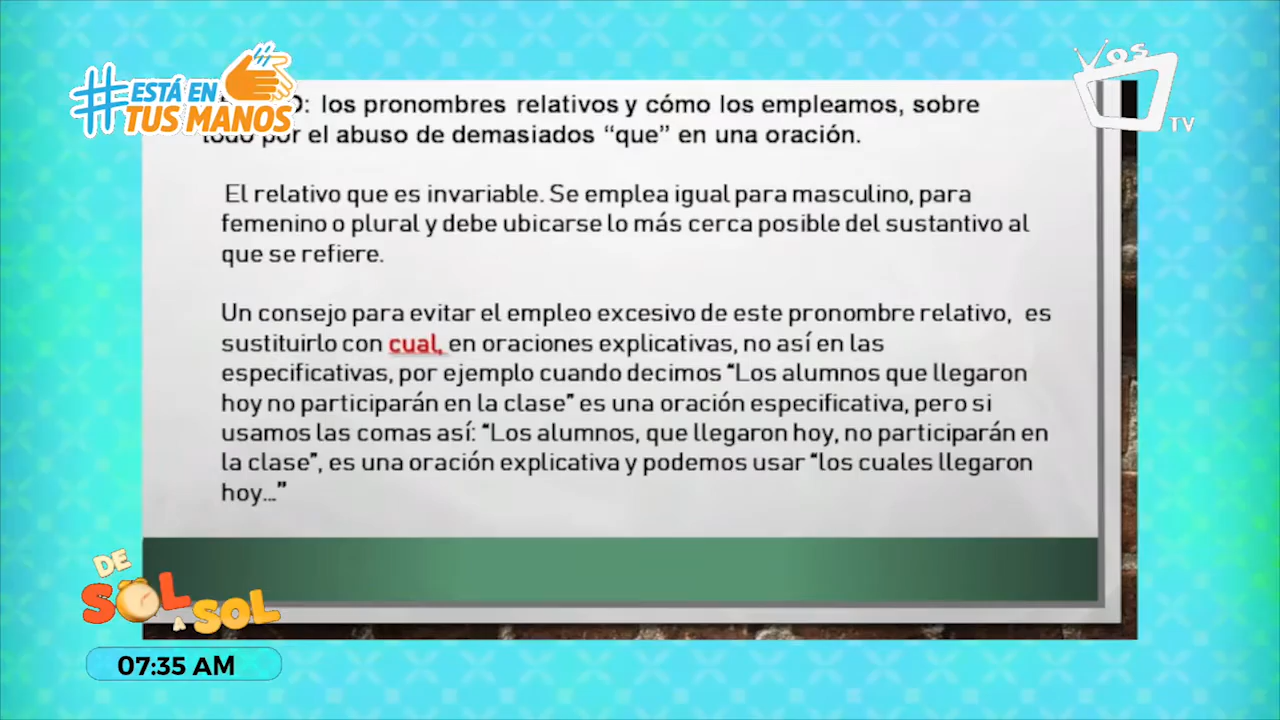 #ESTÁ EN
TUS MANOS
VOS
TV
O: los pronombres relativos y cómo los empleamos, sobre
todo por el abuso de demasiados “que” en una oración.
El relativo que es invariable. Se emplea igual para masculino, para
femenino o plural y debe ubicarse lo más cerca posible del sustantivo al
que se refiere.
Un consejo para evitar el empleo excesivo de este pronombre relativo, es
sustituirlo con cual, en oraciones explicativas, no así en las
especificativas, por ejemplo cuando decimos “Los alumnos que llegaron
hoy no participarán en la clase” es una oración especificativa, pero si
usamos las comas así: “Los alumnos, que llegaron hoy, no participarán en
la clase”, es una oración explicativa y podemos usar “los cuales llegaron
hoy...”
DE
SOL
A SOL
07:35 AM